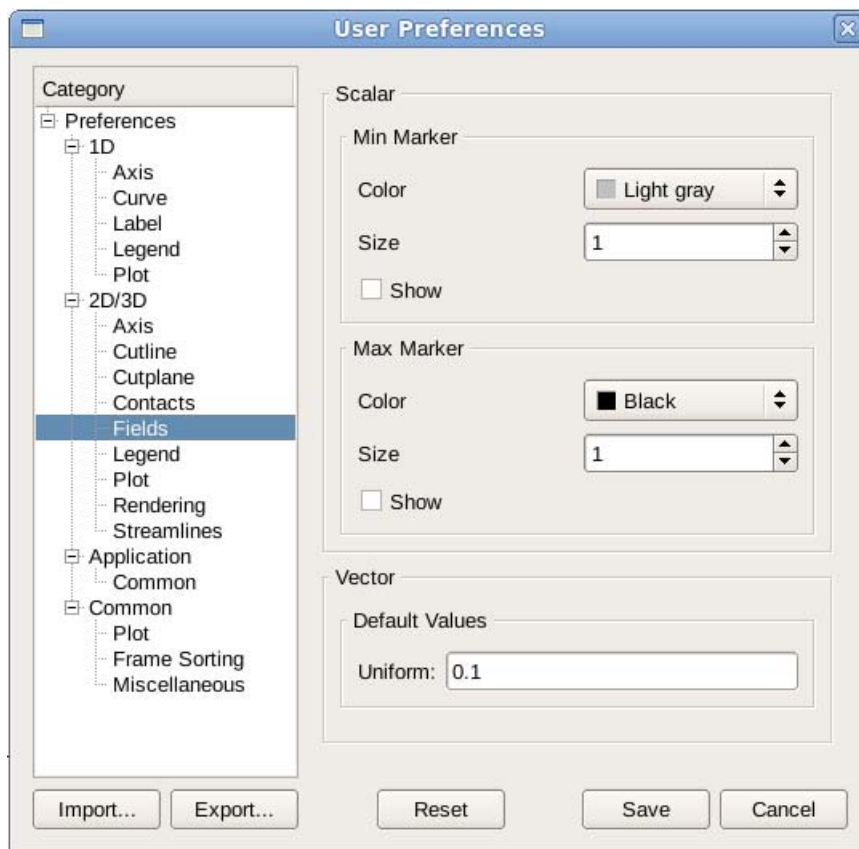 User Preferences
Category
Preferences
1D
Axis
Curve
Label
Legend
Plot
2D/3D
Axis
Cutline
Cutplane
Contacts
Fields
Legend
Plot
Rendering
Streamlines
Application
Common
Common
Plot
Frame Sorting
Miscellaneous
Scalar
Min Marker
Color Light gray
Size 1
Show
Max Marker
Color Black
Size 1
Show
Vector
Default Values
Uniform: 0.1
Import... Export... Reset Save Cancel